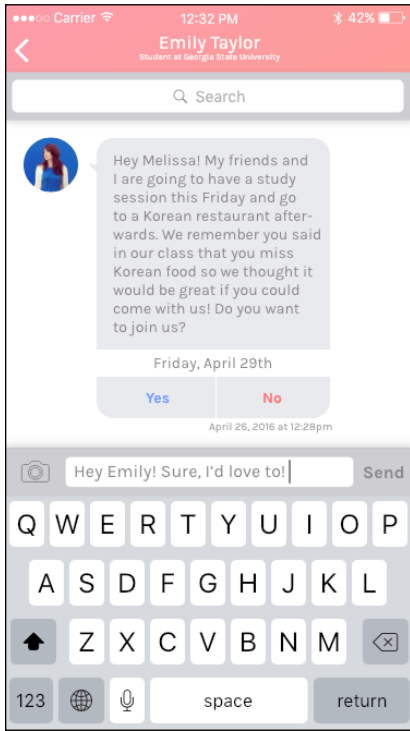 Carrier 12:32 PM 42%
Emily Taylor
Student at Georgia State University
Search
Hey Melissa! My friends and
I are going to have a study
session this Friday and go
to a Korean restaurant after-
wards. We remember you said
in our class that you miss
Korean food so we thought it
would be great if you could
come with us! Do you want
to join us?
Friday, April 29th
Yes No
April 26, 2016 at 12:28pm
Hey Emily! Sure, I'd love to! Send
Q W E R T Y U I O P
A S D F G H J K L
Z X C V B N M
123 space return